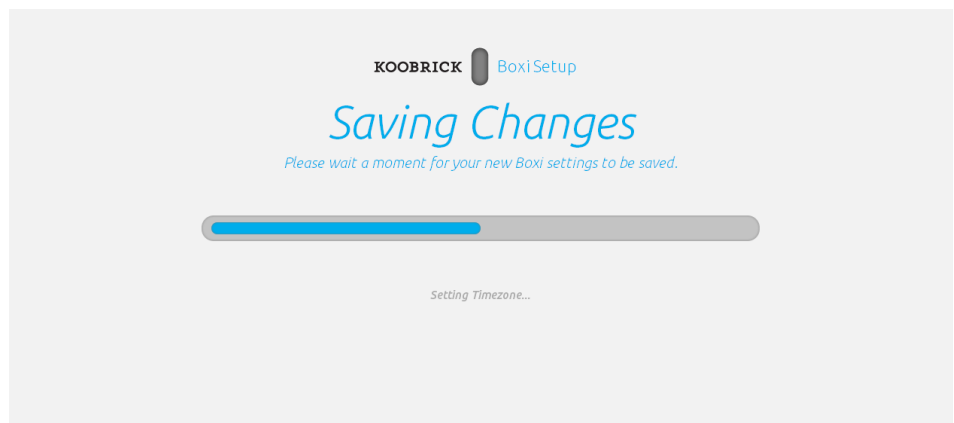 KOOBRICK Boxi Setup
Saving Changes
Please wait a moment for your new Boxi settings to be saved.
Setting Timezone...